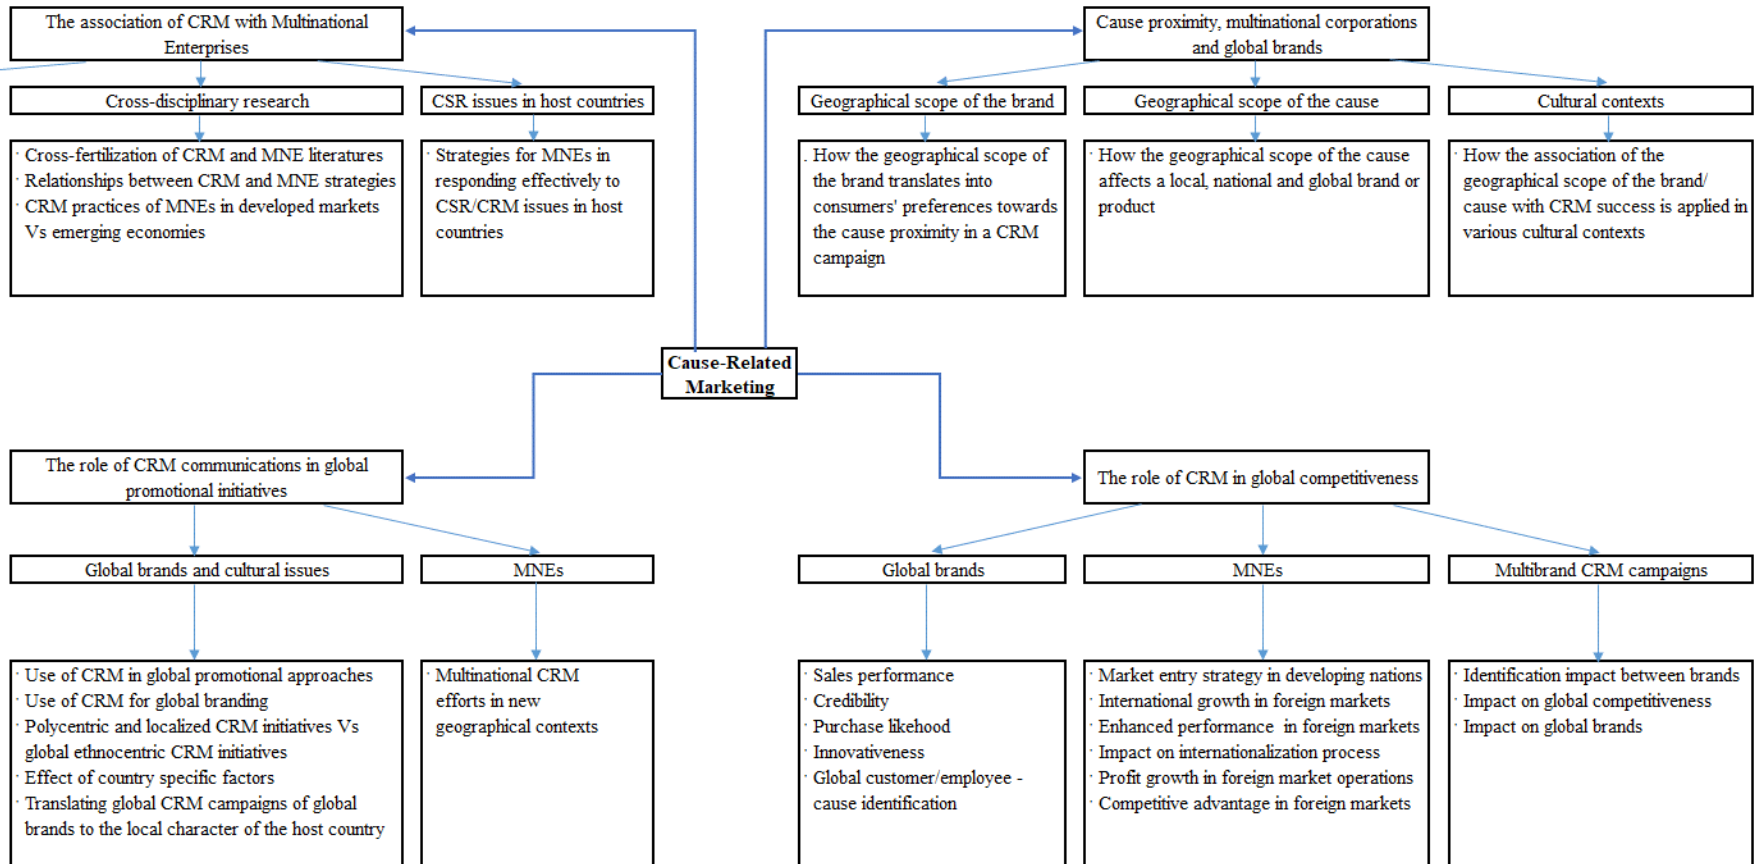 The association of CRM with Multinational
Enterprises
Cross-disciplinary research
CSR issues in host countries
· Cross-fertilization of CRM and MNE literatures
· Relationships between CRM and MNE strategies
· CRM practices of MNEs in developed markets
Vs emerging economies
· Strategies for MNEs in
responding effectively to
CSR/CRM issues in host
countries
Cause proximity, multinational corporations
and global brands
Geographical scope of the brand
Geographical scope of the cause
Cultural contexts
. How the geographical scope of
the brand translates into
consumers' preferences towards
the cause proximity in a CRM
campaign
· How the geographical scope of the cause
affects a local, national and global brand or
product
· How the association of the
geographical scope of the brand/
cause with CRM success is applied in
various cultural contexts
Cause-Related
Marketing
The role of CRM communications in global
promotional initiatives
Global brands and cultural issues
MNEs
· Use of CRM in global promotional approaches
· Use of CRM for global branding
· Polycentric and localized CRM initiatives Vs
global ethnocentric CRM initiatives
· Effect of country specific factors
· Translating global CRM campaigns of global
brands to the local character of the host country
· Multinational CRM
efforts in new
geographical contexts
The role of CRM in global competitiveness
Global brands
MNEs
Multibrand CRM campaigns
· Sales performance
· Credibility
· Purchase likehood
· Innovativeness
· Global customer/employee -
cause identification
· Market entry strategy in developing nations
· International growth in foreign markets
· Enhanced performance in foreign markets
· Impact on internationalization process
· Profit growth in foreign market operations
· Competitive advantage in foreign markets
· Identification impact between brands
· Impact on global competitiveness
· Impact on global brands